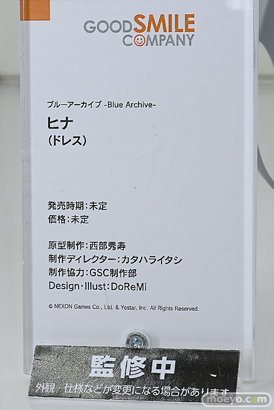 GOODSMILE
COMPANY
ブルーアーカイブ -Blue Archive-
ヒナ
(ドレス)
発売時期:未定
価格:未定
原型制作:西部秀寿
制作ディレクター:カタハライタシ
制作協力:GSC制作部
Design・Illust:DoReMi
© NEXON Games Co., Ltd. & Yostar, Inc. All Rights Reserved.
監修中
外観・仕様などが変更になる場合があります
moeyo.com